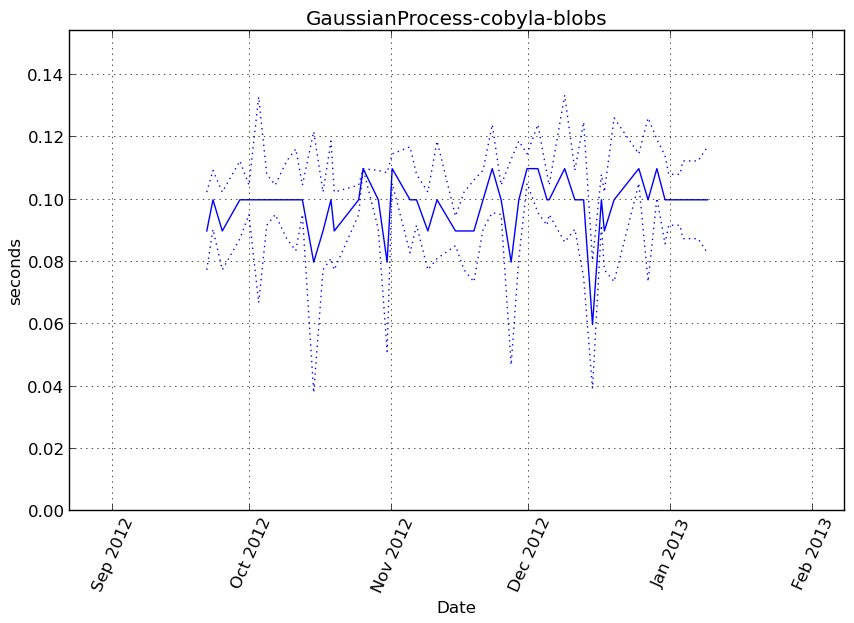 GaussianProcess-cobyla-blobs
seconds
0.14
0.12
0.10
0.08
0.06
0.04
0.02
0.00
Sep 2012
Oct 2012
Nov 2012
Dec 2012
Jan 2013
Feb 2013
Date